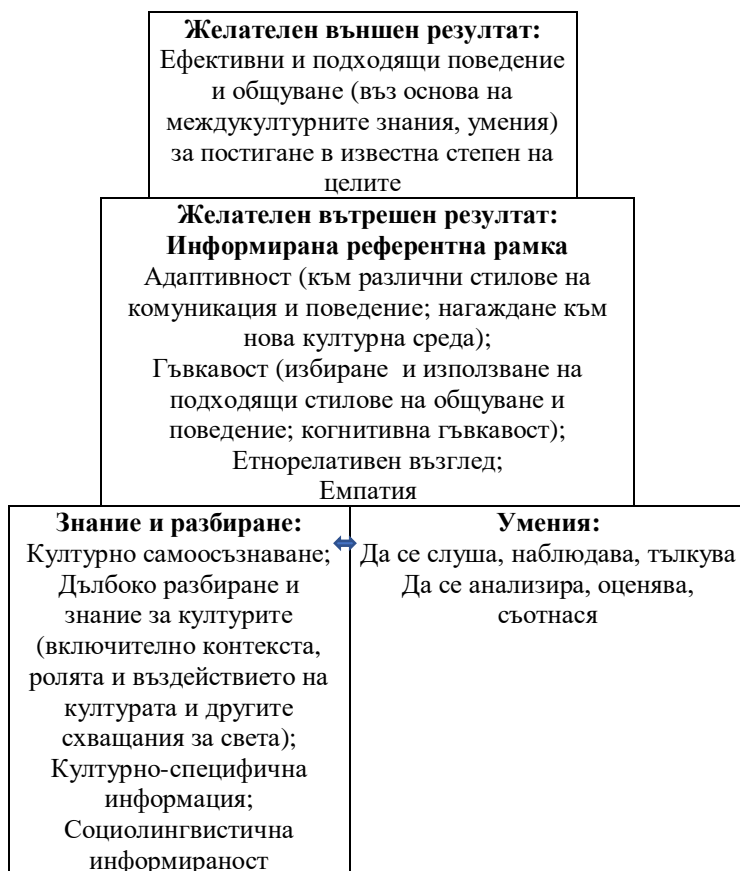 Желателен външен резултат:
Ефективни и подходящи поведение
и общуване (въз основа на
междукултурните знания, умения)
за постигане в известна степен на
целите
Желателен вътрешен резултат:
Информирана референтна рамка
Адаптивност (към различни стилове на
комуникация и поведение; нагаждане към
нова културна среда);
Гъвкавост (избиране и използване на
подходящи стилове на общуване и
поведение; когнитивна гъвкавост);
Етнорелативен възглед;
Емпатия
Знание и разбиране:
Културно самоосъзнаване;
Дълбоко разбиране и
знание за културите
(включително контекста,
ролята и въздействието на
културата и другите
схващания за света);
Културно-специфична
информация;
Социолингвистична
информираност
Умения:
Да се слуша, наблюдава, тълкува
Да се анализира, оценява,
съотнася